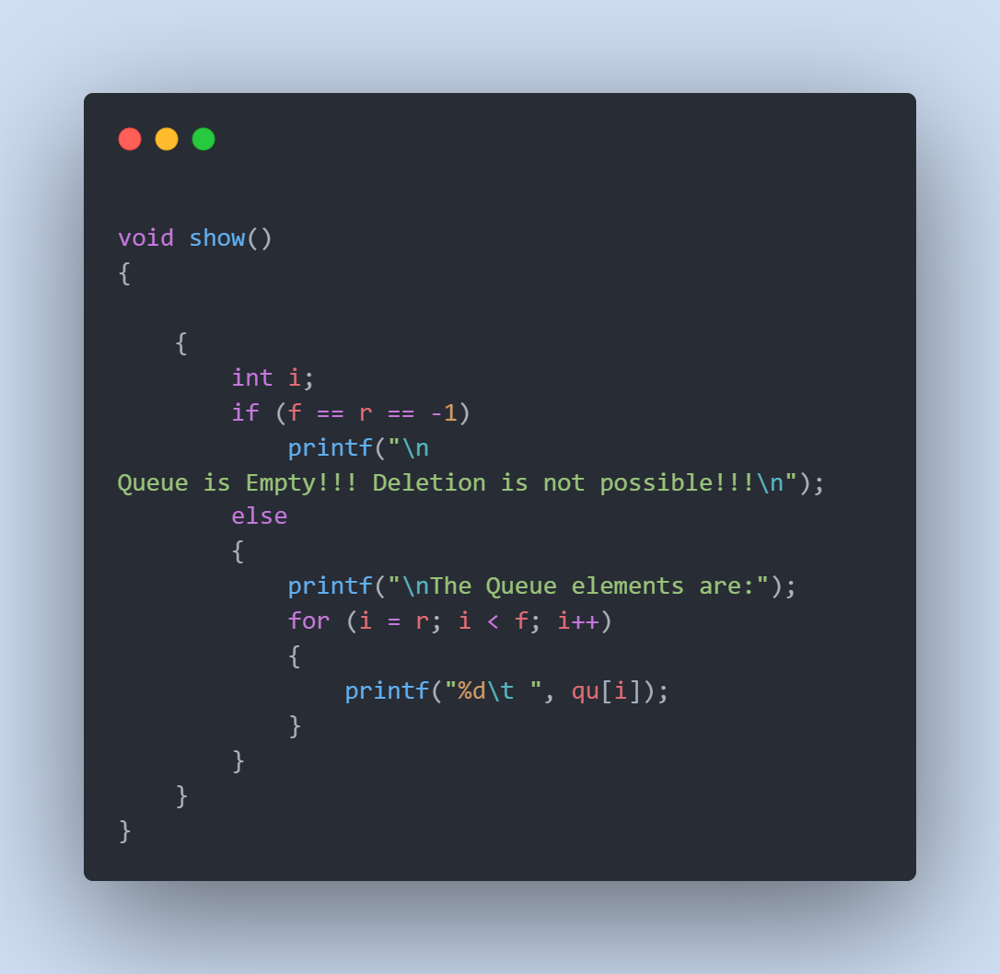 void show()
{
    {
        int i;
        if (f == r == -1)
            printf("\n
Queue is Empty!!! Deletion is not possible!!!\n");
        else
        {
            printf("\nThe Queue elements are:");
            for (i = r; i < f; i++)
            {
                printf("%d\t ", qu[i]);
            }
        }
    }
}